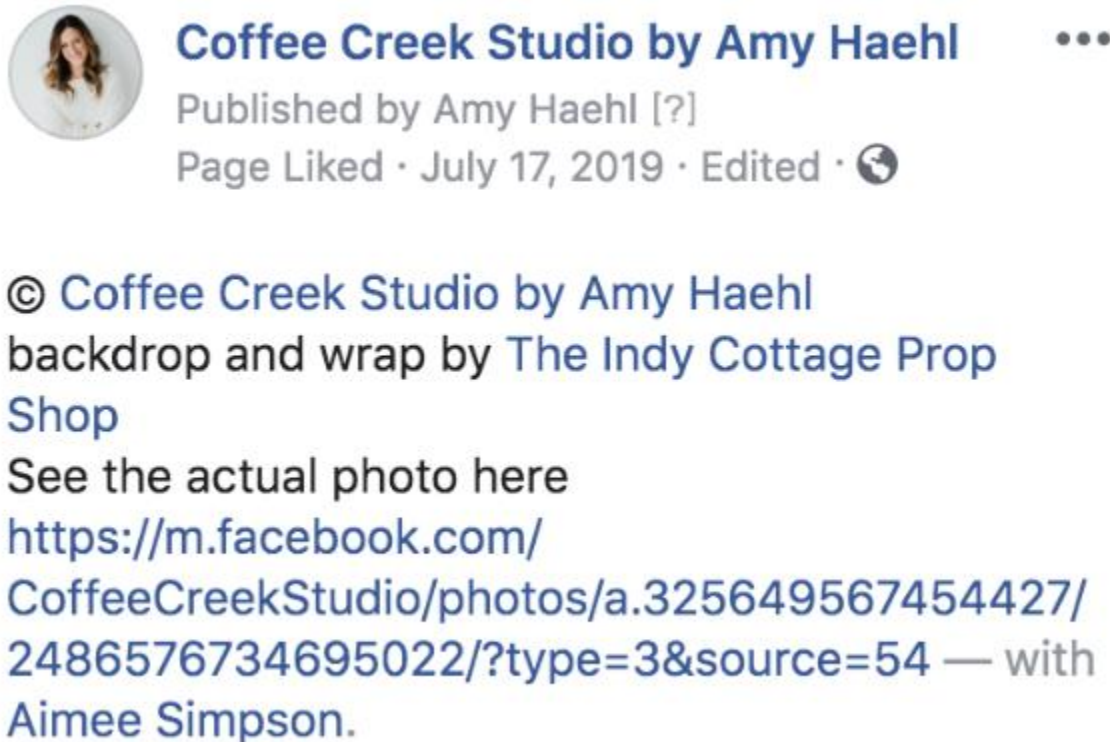 Coffee Creek Studio by Amy Haehl
Published by Amy Haehl [?]
Page Liked · July 17, 2019 · Edited ·
© Coffee Creek Studio by Amy Haehl
backdrop and wrap by The Indy Cottage Prop
Shop
See the actual photo here
https://m.facebook.com/
CoffeeCreekStudio/photos/a.325649567454427/
2486576734695022/?type=3&source=54 — with
Aimee Simpson.